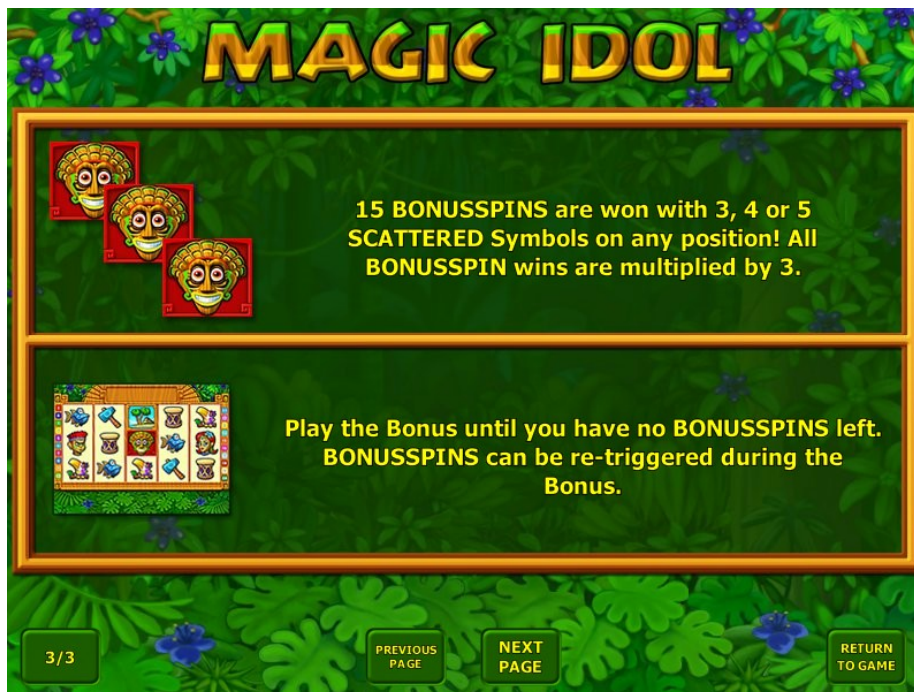 MAGIC IDOL
15 BONUSSPINS are won with 3, 4 or 5
SCATTERED Symbols on any position! All
BONUSSPIN wins are multiplied by 3.
Play the Bonus until you have no BONUSSPINS left.
BONUSSPINS can be re-triggered during the
Bonus.
3/3
PREVIOUS
PAGE
NEXT
PAGE
RETURN
TO GAME